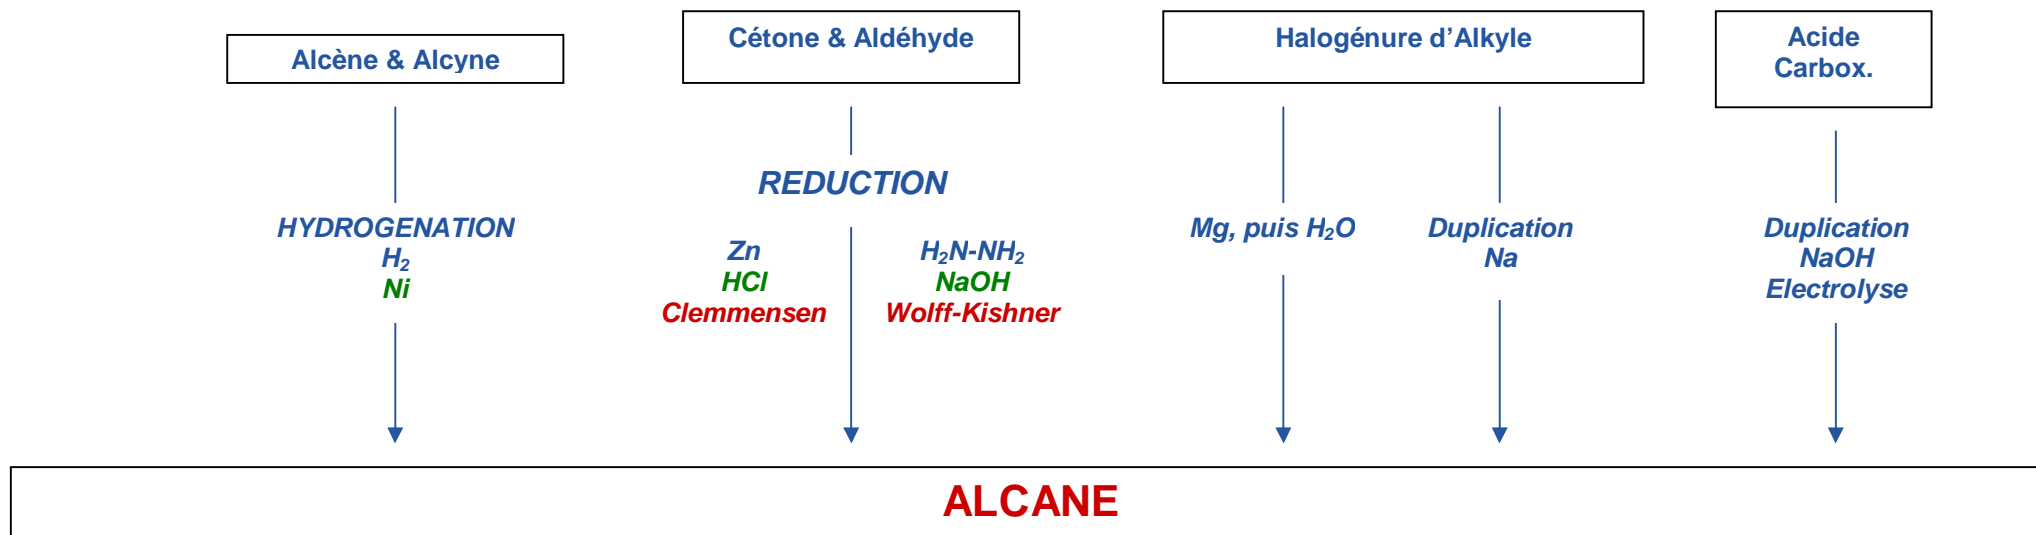 Alcène & Alcyne
Cétone & Aldéhyde
Halogénure d’Alkyle
Acide
Carbox.
REDUCTION
HYDROGENATION
H₂
Ni
Zn
HCl
Clemmensen
H₂N-NH₂
NaOH
Wolff-Kishner
Mg, puis H₂O
Duplication
Na
Duplication
NaOH
Electrolyse
ALCANE